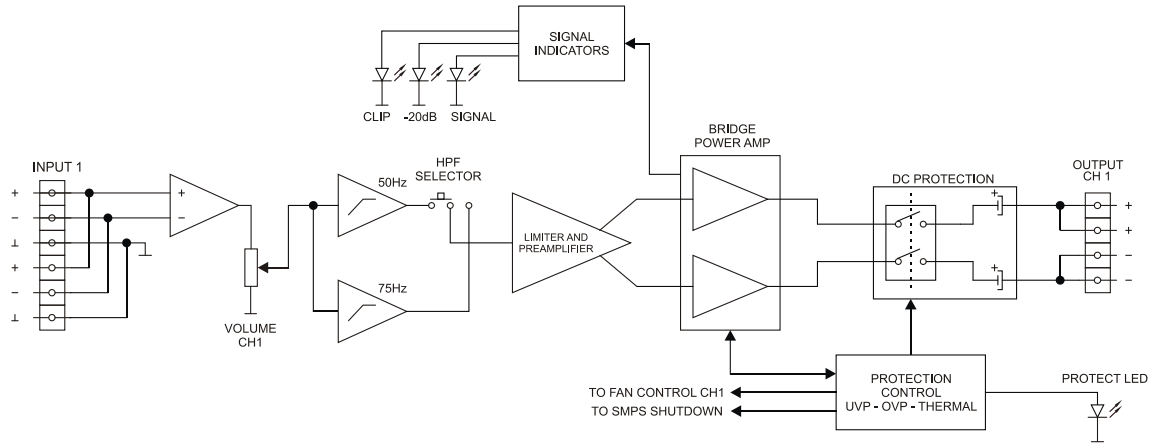 SIGNAL
INDICATORS
CLIP -20dB SIGNAL
BRIDGE
POWER AMP
INPUT 1
+
−
⊥
+
−
⊥
+
−
VOLUME
CH1
50Hz
75Hz
HPF
SELECTOR
LIMITER AND
PREAMPLIFIER
DC PROTECTION
+
+
OUTPUT
CH 1
+
+
−
−
PROTECTION
CONTROL
UVP - OVP - THERMAL
TO FAN CONTROL CH1
TO SMPS SHUTDOWN
PROTECT LED